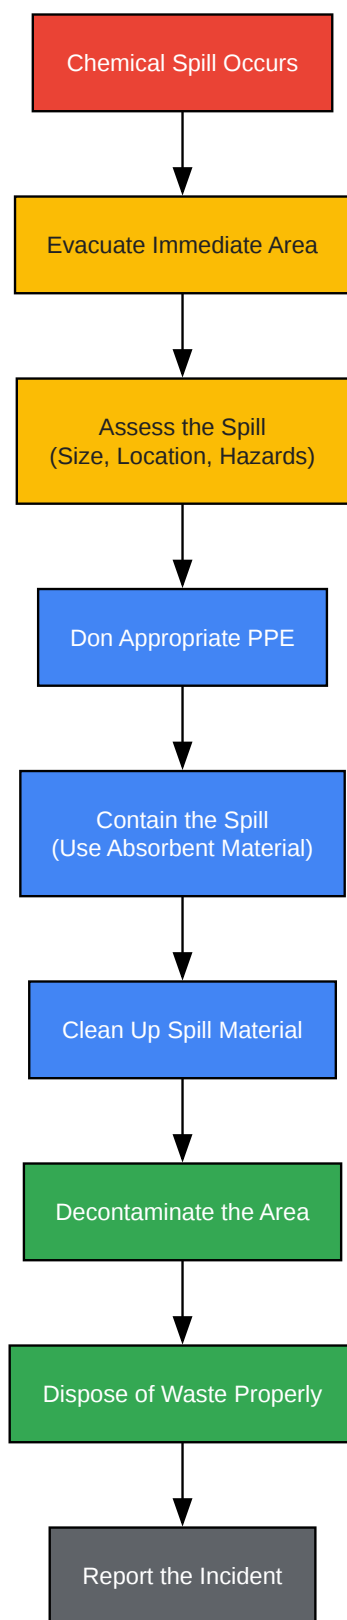 Chemical Spill Occurs
Evacuate Immediate Area
Assess the Spill
(Size, Location, Hazards)
Don Appropriate PPE
Contain the Spill
(Use Absorbent Material)
Clean Up Spill Material
Decontaminate the Area
Dispose of Waste Properly
Report the Incident